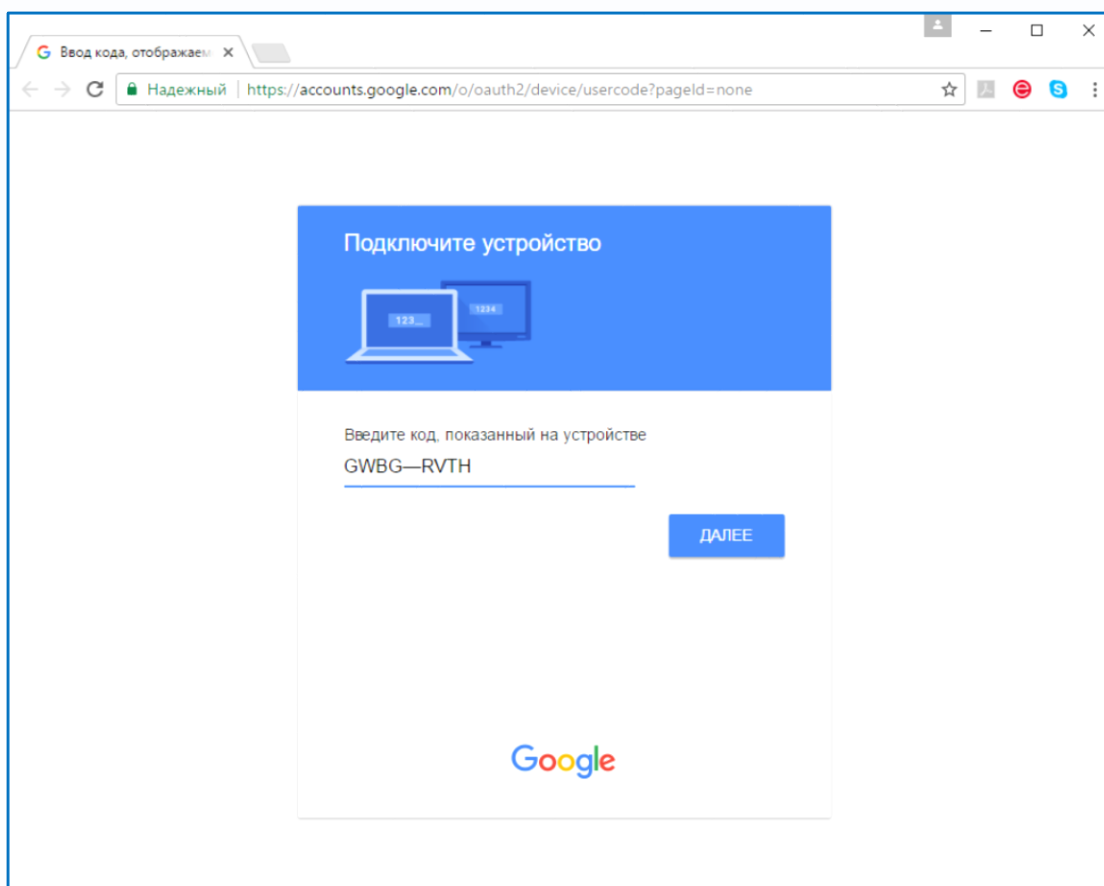 Ввод кода, отображаем
Надежный https://accounts.google.com/o/oauth2/device/usercode?pageId=none
Подключите устройство
1234
123_
Введите код, показанный на устройстве
GWBG—RVTH
ДАЛЕЕ
Google